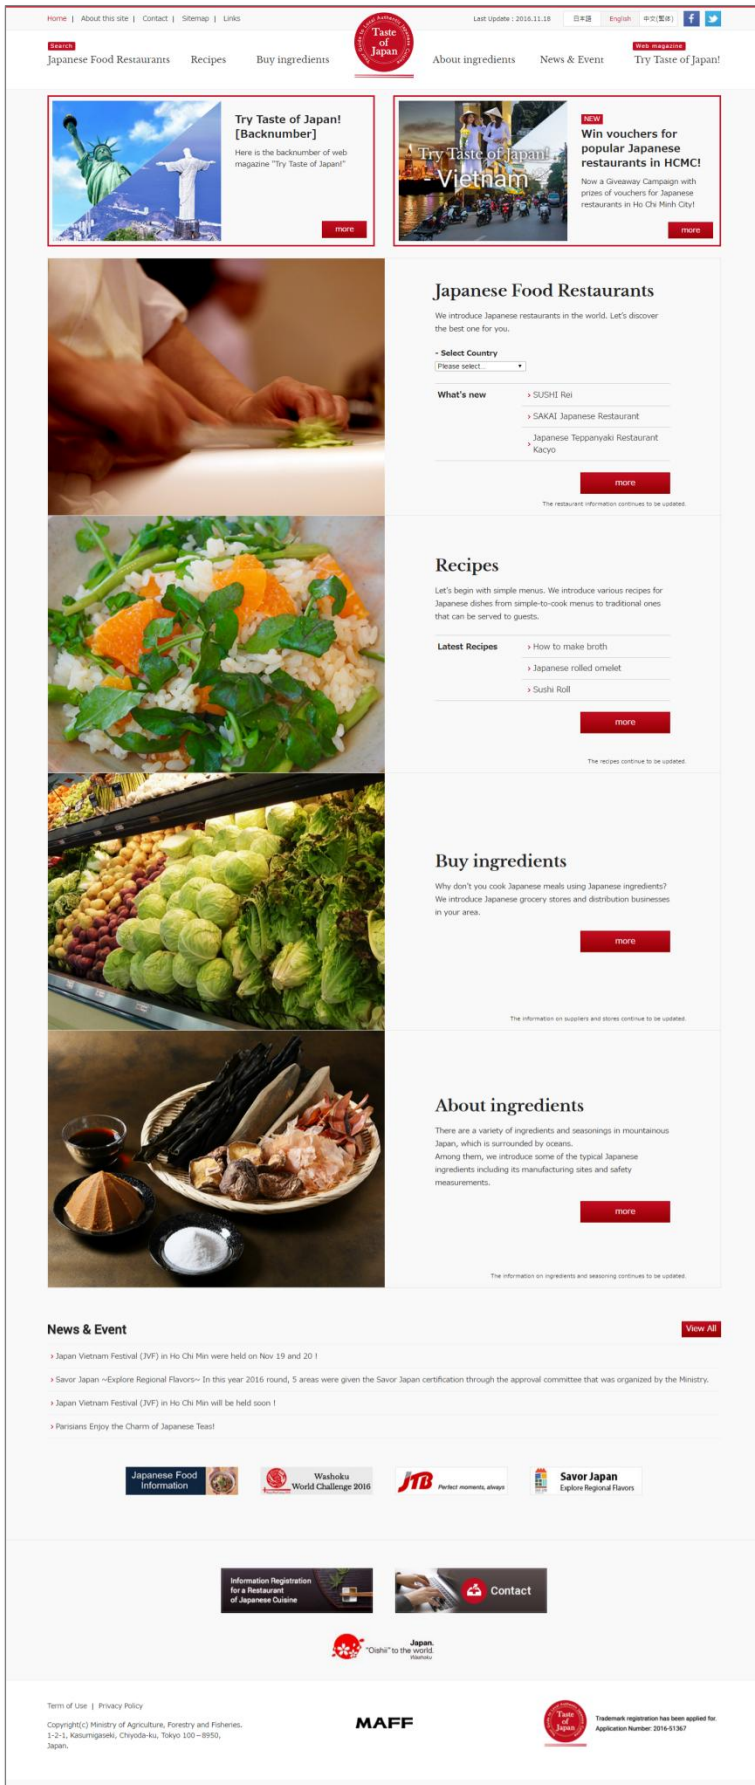 Home | About this site | Contact | Sitemap | Links
Last Update : 2016.11.18
日本語
English
中文(繁体)
Search
Japanese Food Restaurants
Recipes
Buy ingredients
Taste
of
Japan
About ingredients
News & Event
Web magazine
Try Taste of Japan!
Try Taste of Japan!
[Backnumber]
Here is the backnumber of web
magazine "Try Taste of Japan!"
more
Try Taste of Japan!
Vietnam
NEW
Win vouchers for
popular Japanese
restaurants in HCMC!
Now a Giveaway Campaign with
prizes of vouchers for Japanese
restaurants in Ho Chi Minh City!
more
Japanese Food Restaurants
We introduce Japanese restaurants in the world. Let's discover
the best one for you.
- Select Country
Please select...
What's new
› SUSHI Rei
› SAKAI Japanese Restaurant
› Japanese Teppanyaki Restaurant
Kacyo
more
The restaurant information continues to be updated.
Recipes
Let's begin with simple menus. We introduce various recipes for
Japanese dishes from simple-to-cook menus to traditional ones
that can be served to guests.
Latest Recipes
› How to make broth
› Japanese rolled omelet
› Sushi Roll
more
The recipes continue to be updated.
Buy ingredients
Why don't you cook Japanese meals using Japanese ingredients?
We introduce Japanese grocery stores and distribution businesses
in your area.
more
The information on suppliers and stores continue to be updated.
About ingredients
There are a variety of ingredients and seasonings in mountainous
Japan, which is surrounded by oceans.
Among them, we introduce some of the typical Japanese
ingredients including its manufacturing sites and safety
measurements.
more
The information on ingredients and seasoning continues to be updated.
News & Event
View All
› Japan Vietnam Festival (JVF) in Ho Chi Min were held on Nov 19 and 20 !
› Savor Japan ~Explore Regional Flavors~ In this year 2016 round, 5 areas were given the Savor Japan certification through the approval committee that was organized by the Ministry.
› Japan Vietnam Festival (JVF) in Ho Chi Min will be held soon !
› Parisians Enjoy the Charm of Japanese Teas!
Japanese Food
Information
Washoku
World Challenge 2016
JTB
Perfect moments, always
Savor Japan
Explore Regional Flavors
Information Registration
for a Restaurant
of Japanese Cuisine
Contact
Japan.
"Oishii" to the world.
Washoku
Term of Use | Privacy Policy
Copyright(c) Ministry of Agriculture, Forestry and Fisheries.
1-2-1, Kasumigaseki, Chiyoda-ku, Tokyo 100-8950,
Japan.
MAFF
Taste
of
Japan
Trademark registration has been applied for.
Application Number: 2016-51367